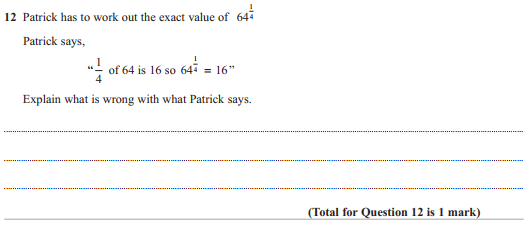 12 Patrick has to work out the exact value of 64^{\frac{1}{4}}
Patrick says,
“\frac{1}{4} of 64 is 16 so 64^{\frac{1}{4}} = 16”
Explain what is wrong with what Patrick says.
(Total for Question 12 is 1 mark)